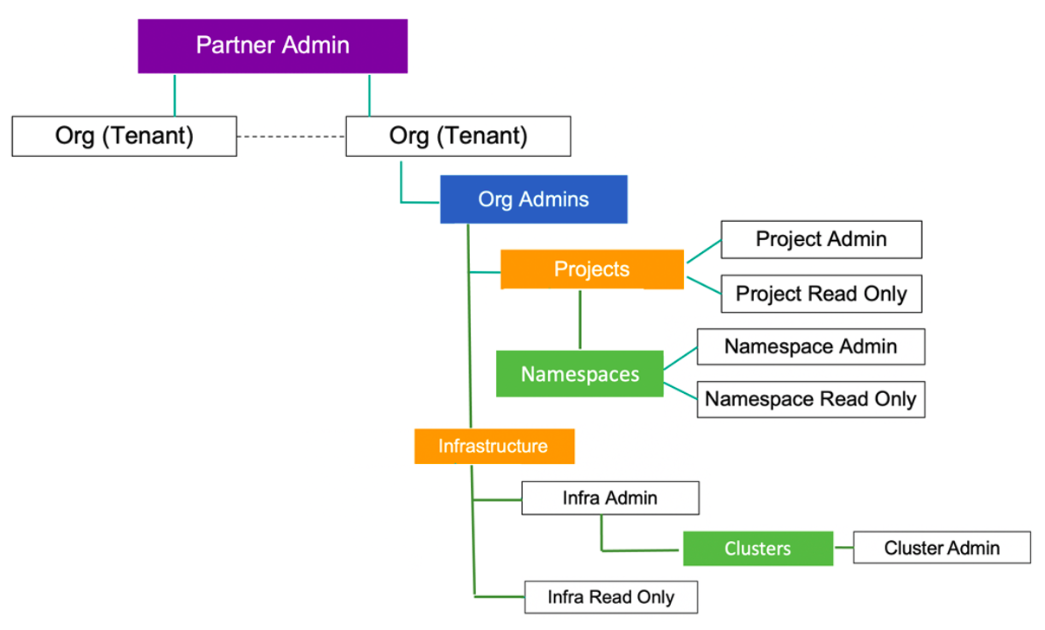 Partner Admin
Org (Tenant)
Org (Tenant)
Org Admins
Projects
Project Admin
Project Read Only
Namespaces
Namespace Admin
Namespace Read Only
Infrastructure
Infra Admin
Clusters
Cluster Admin
Infra Read Only